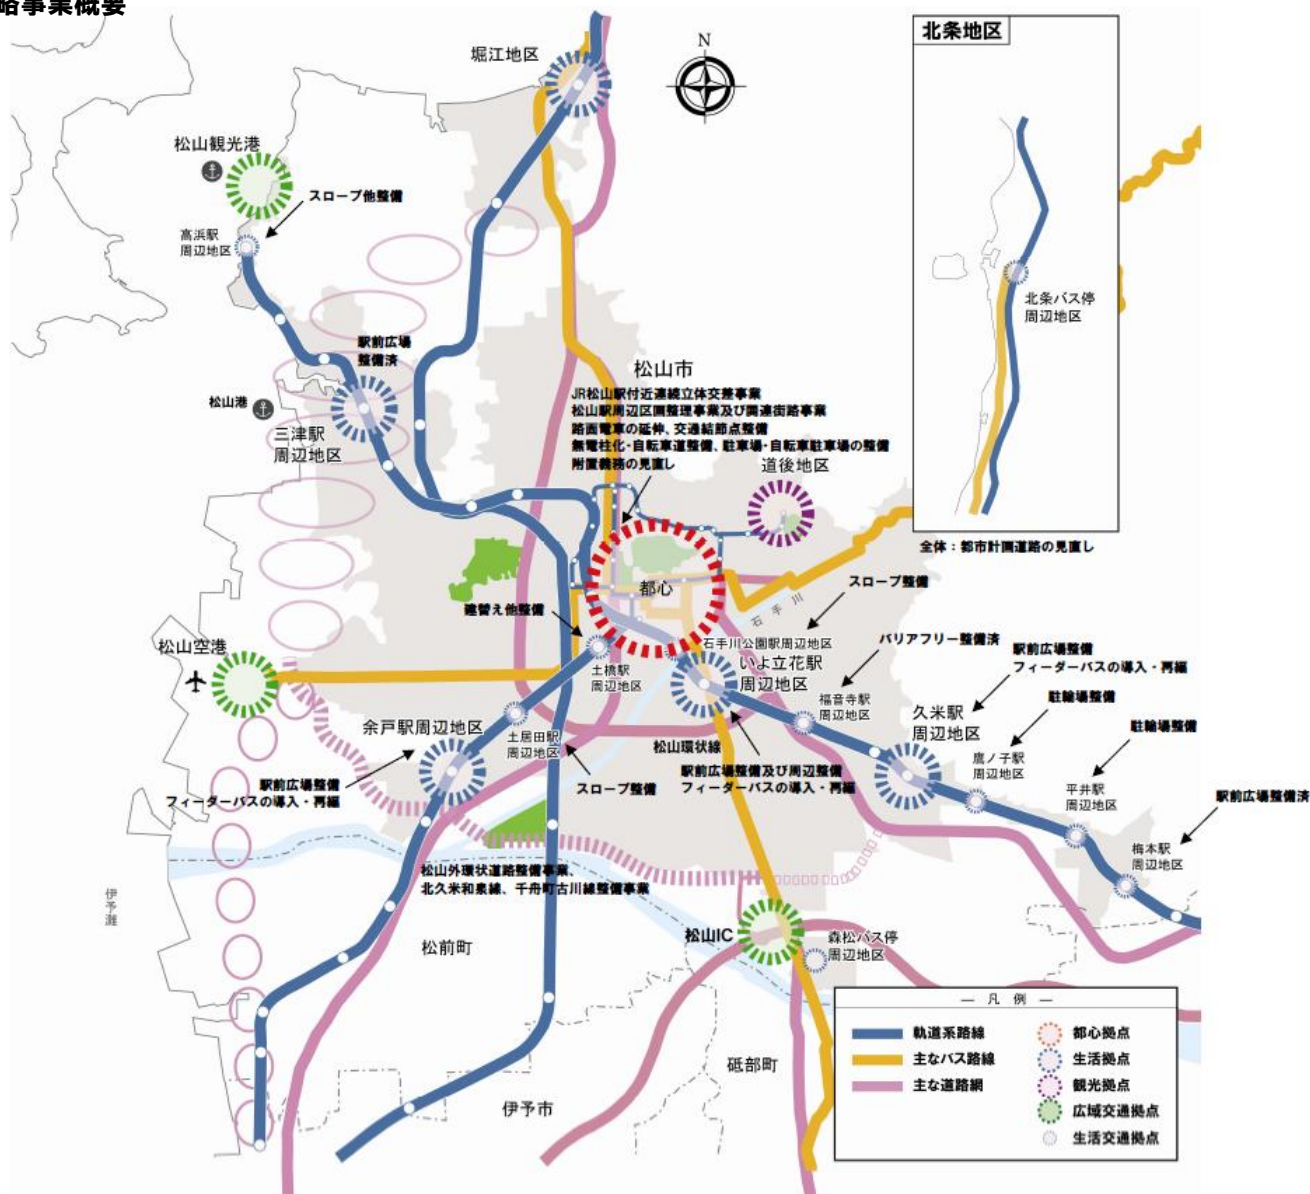 略事業概要
北条地区
N
堀江地区
松山観光港
スロープ他整備
高浜駅
周辺地区
北条バス停
周辺地区
駅前広場
整備済
松山市
JR松山駅付近連続立体交差事業
松山駅周辺区画整理事業及び関連街路事業
路面電車の延伸、交通結節点整備
無電柱化・自転車道整備、駐車場・自転車駐車場の整備
附置義務の見直し
松山港
三津駅
周辺地区
道後地区
全体：都市計画道路の見直し
都心
スロープ整備
建替え他整備
石手川
石手川公園駅周辺地区
バリアフリー整備済
松山空港
いよ立花駅
周辺地区
駅前広場整備
フィーダーバスの導入・再編
土橋駅
周辺地区
福音寺駅
周辺地区
久米駅
周辺地区
駐輪場整備
余戸駅周辺地区
土居田駅
周辺地区
松山環状線
鷹ノ子駅
周辺地区
駐輪場整備
駅前広場整備
フィーダーバスの導入・再編
スロープ整備
駅前広場整備及び周辺整備
フィーダーバスの導入・再編
平井駅
周辺地区
駅前広場整備済
梅本駅
周辺地区
松山外環状道路整備事業、
北久米和泉線、千舟町古川線整備事業
伊予灘
松前町
松山IC
森松バス停
周辺地区
砥部町
伊予市
― 凡 例 ―
軌道系路線
主なバス路線
主な道路網
都心拠点
生活拠点
観光拠点
広域交通拠点
生活交通拠点